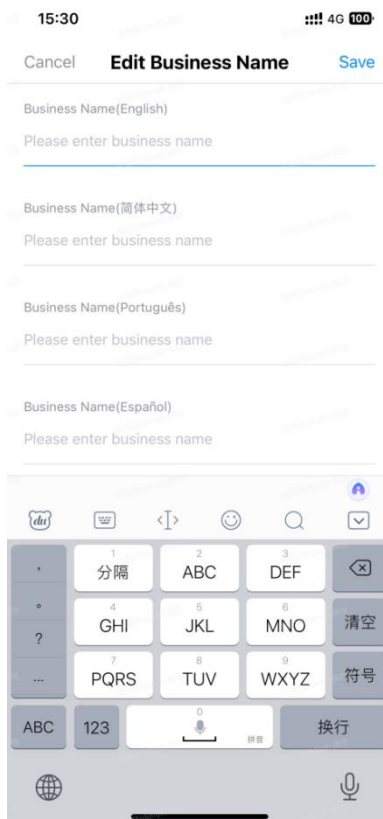 15:30 4G 100
Cancel Edit Business Name Save
Business Name(English)
Please enter business name
Business Name(简体中文)
Please enter business name
Business Name(Português)
Please enter business name
Business Name(Español)
Please enter business name
du
， 1 分隔 2 ABC 3 DEF
。 4 GHI 5 JKL 6 MNO 清空
?
... 7 PQRS 8 TUV 9 WXYZ 符号
ABC 123 0 拼音 换行